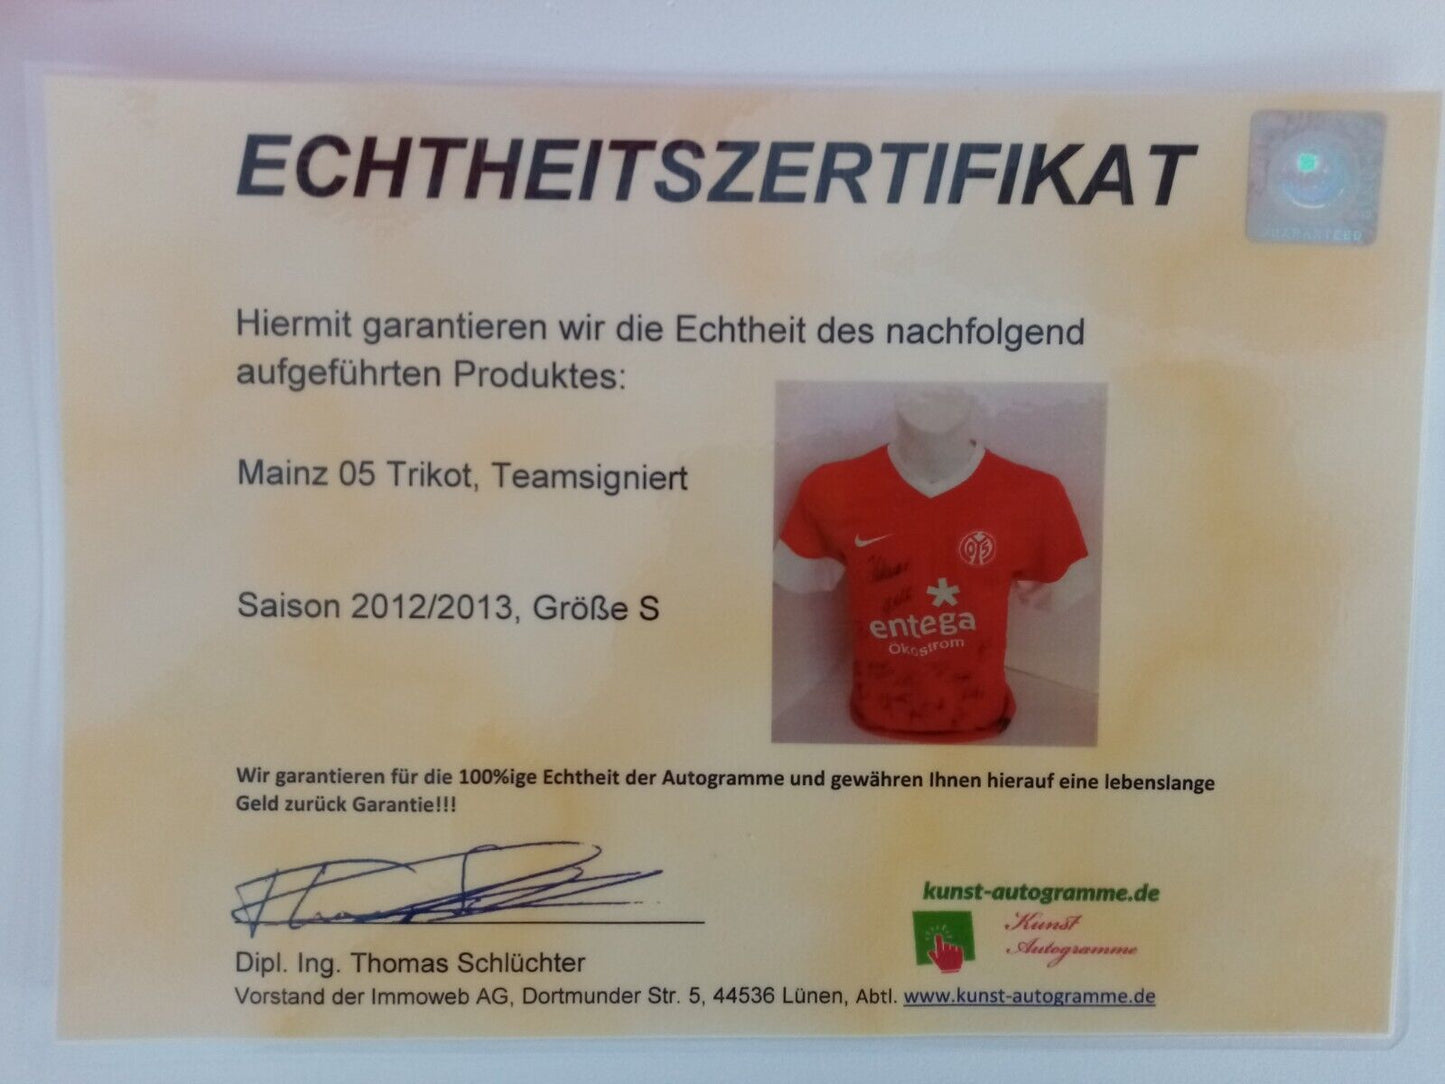 ECHTHEITSZERTIFIKAT
GUARANTEED
Hiermit garantieren wir die Echtheit des nachfolgend
aufgeführten Produktes:
Mainz 05 Trikot, Teamsigniert
Saison 2012/2013, Größe S
05
entega
Ökostrom
Wir garantieren für die 100%ige Echtheit der Autogramme und gewähren Ihnen hierauf eine lebenslange
Geld zurück Garantie!!!
kunst-autogramme.de
Kunst
Autogramme
Dipl. Ing. Thomas Schlüchter
Vorstand der Immoweb AG, Dortmunder Str. 5, 44536 Lünen, Abtl. www.kunst-autogramme.de